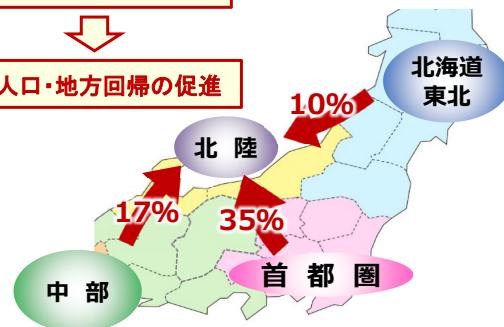 人口・地方回帰の促進
北海道
東北
10%
北 陸
17%
35%
首 都 圏
中 部